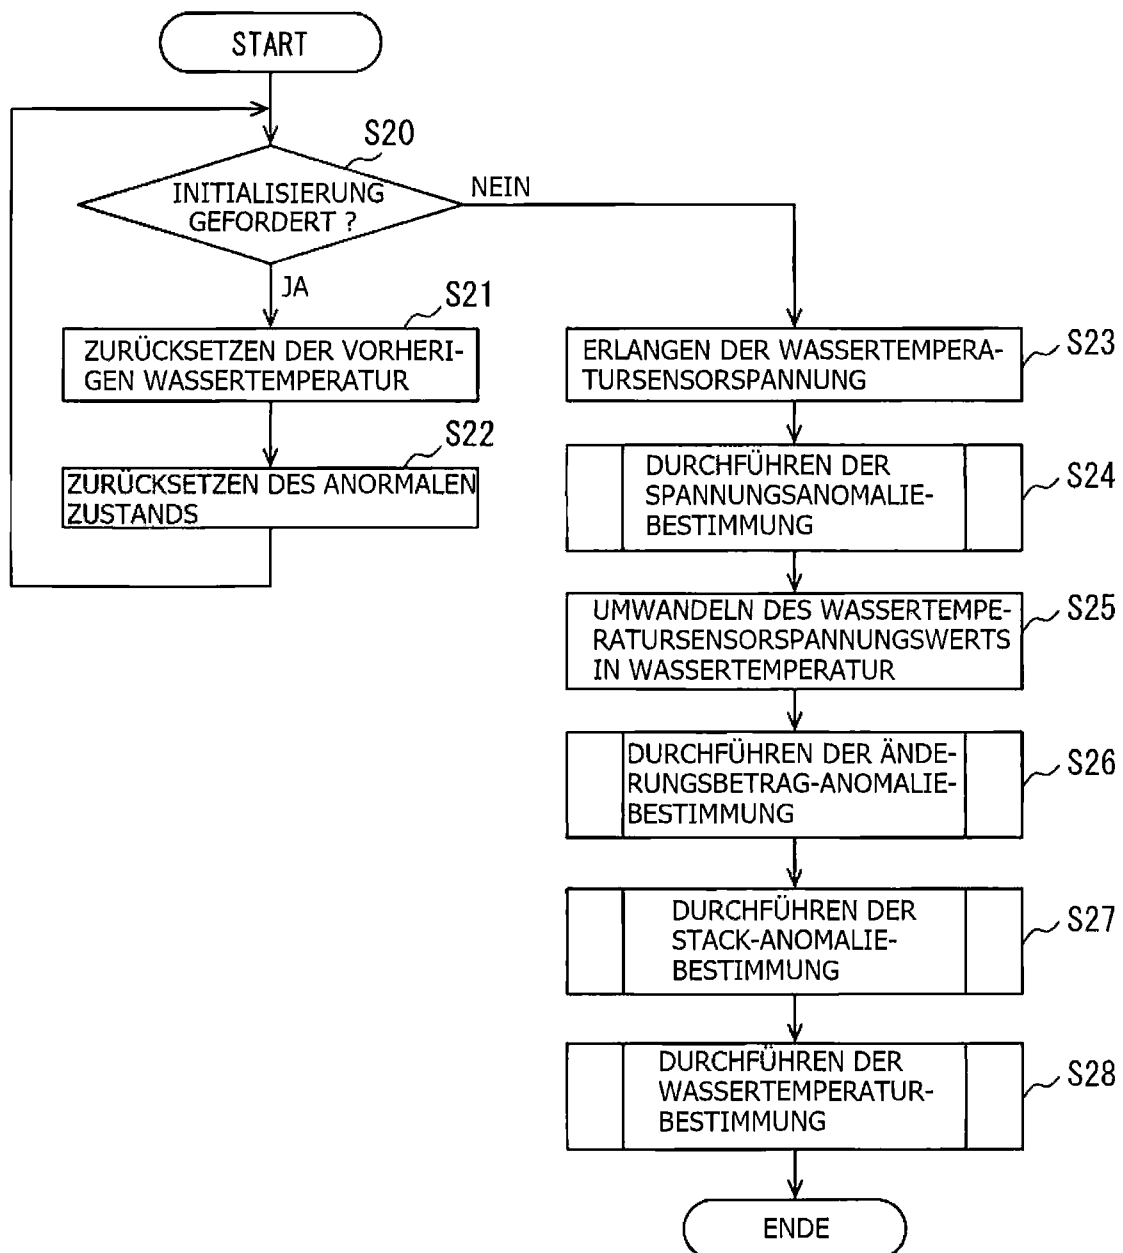 START
S20
INITIALISIERUNG
GEFORDERT ?
NEIN
JA
S21
ZURÜCKSETZEN DER VORHERI-
GEN WASSERTEMPERATUR
S22
ZURÜCKSETZEN DES ANORMALEN
ZUSTANDS
S23
ERLANGEN DER WASSERTEMPERA-
TURSENSORSPANNUNG
S24
DURCHFÜHREN DER
SPANNUNGSANOMALIE-
BESTIMMUNG
S25
UMWANDELN DES WASSERTEMPE-
RATURSENSORSPANNUNGSWERTS
IN WASSERTEMPERATUR
S26
DURCHFÜHREN DER ÄNDE-
RUNGSBETRAG-ANOMALIE-
BESTIMMUNG
S27
DURCHFÜHREN DER
STACK-ANOMALIE-
BESTIMMUNG
S28
DURCHFÜHREN DER
WASSERTEMPERATUR-
BESTIMMUNG
ENDE